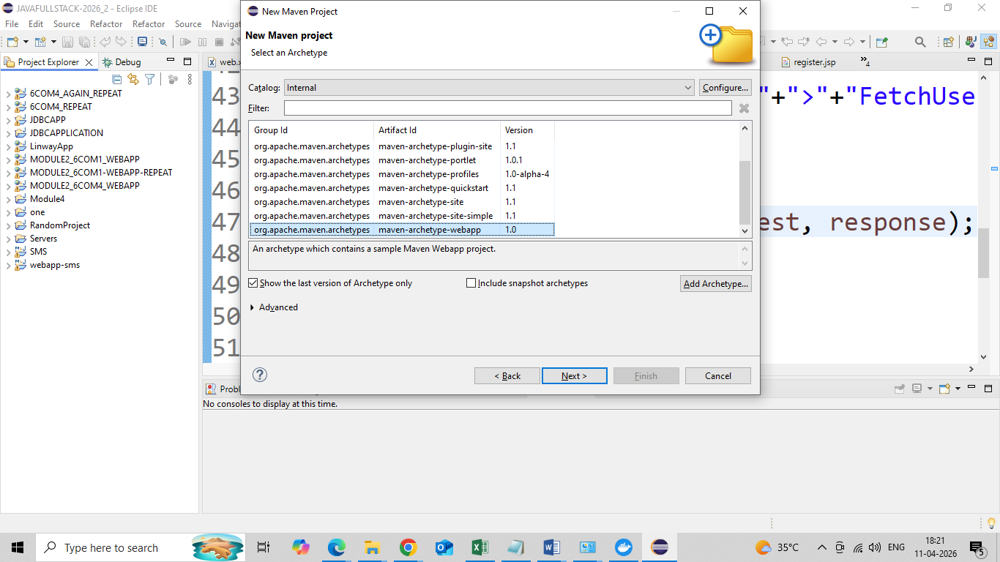 JAVAFULLSTACK-2026_2 - Eclipse IDE
File Edit Source Refactor Refactor Source Navigat
Project Explorer Debug
6COM4_AGAIN_REPEAT
6COM4_REPEAT
JDBCAPP
JDBCAPPLICATION
LinwayApp
MODULE2_6COM1_WEBAPP
MODULE2_6COM1-WEBAPP-REPEAT
MODULE2_6COM4_WEBAPP
Module4
one
RandomProject
Servers
SMS
webapp-sms
web.x
register.jsp
4
43
44
45
46
47
48
49
50
51
"+">"+"FetchUse
est, response);
New Maven Project
New Maven project
Select an Archetype
Catalog: Internal Configure...
Filter:
Group Id Artifact Id Version
org.apache.maven.archetypes maven-archetype-plugin-site 1.1
org.apache.maven.archetypes maven-archetype-portlet 1.0.1
org.apache.maven.archetypes maven-archetype-profiles 1.0-alpha-4
org.apache.maven.archetypes maven-archetype-quickstart 1.1
org.apache.maven.archetypes maven-archetype-site 1.1
org.apache.maven.archetypes maven-archetype-site-simple 1.1
org.apache.maven.archetypes maven-archetype-webapp 1.0
An archetype which contains a sample Maven Webapp project.
Show the last version of Archetype only Include snapshot archetypes Add Archetype...
Advanced
< Back Next > Finish Cancel
Probl
No consoles to display at this time.
Type here to search
35°C ENG 18:21
11-04-2026
5